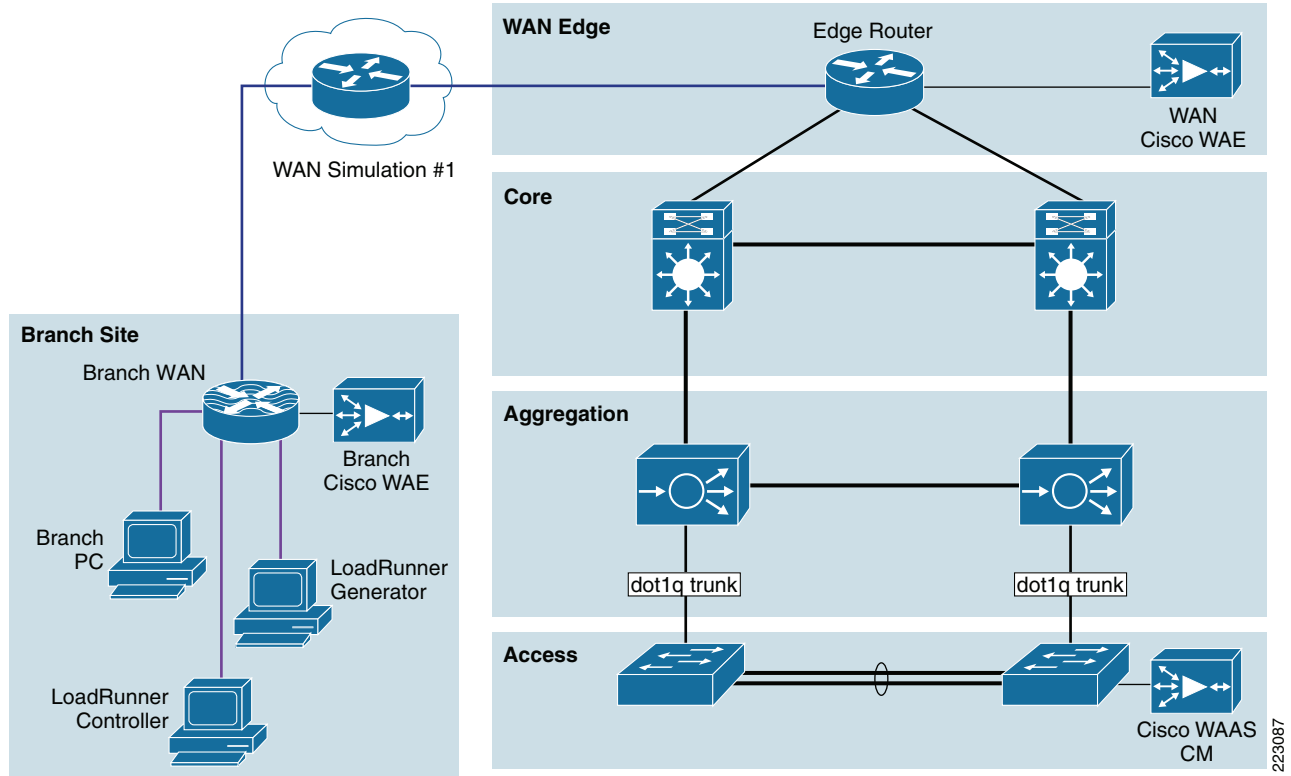 WAN Edge
Edge Router
WAN
Cisco WAE
WAN Simulation #1
Core
Branch Site
Branch WAN
Branch
Cisco WAE
Branch
PC
LoadRunner
Generator
LoadRunner
Controller
Aggregation
dot1q trunk
dot1q trunk
Access
Cisco WAAS
CM
223087